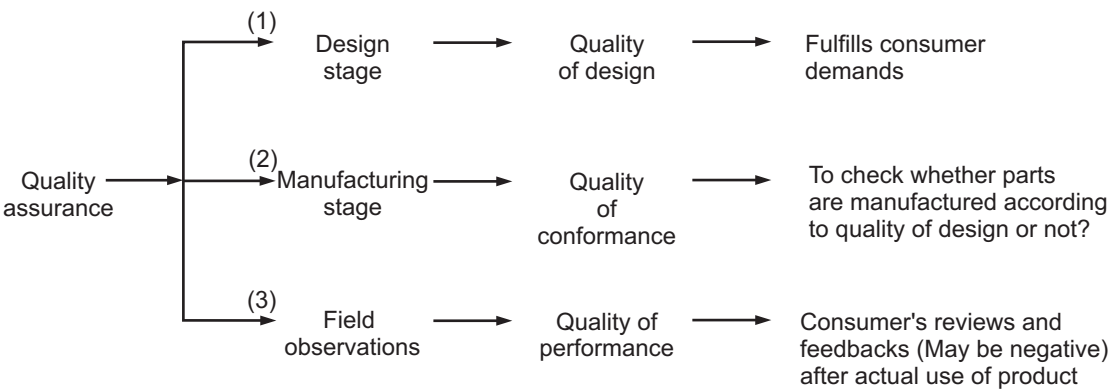 Quality
assurance
(1)
Design
stage
Quality
of design
Fulfills consumer
demands
(2)
Manufacturing
stage
Quality
of
conformance
To check whether parts
are manufactured according
to quality of design or not?
(3)
Field
observations
Quality of
performance
Consumer's reviews and
feedbacks (May be negative)
after actual use of product